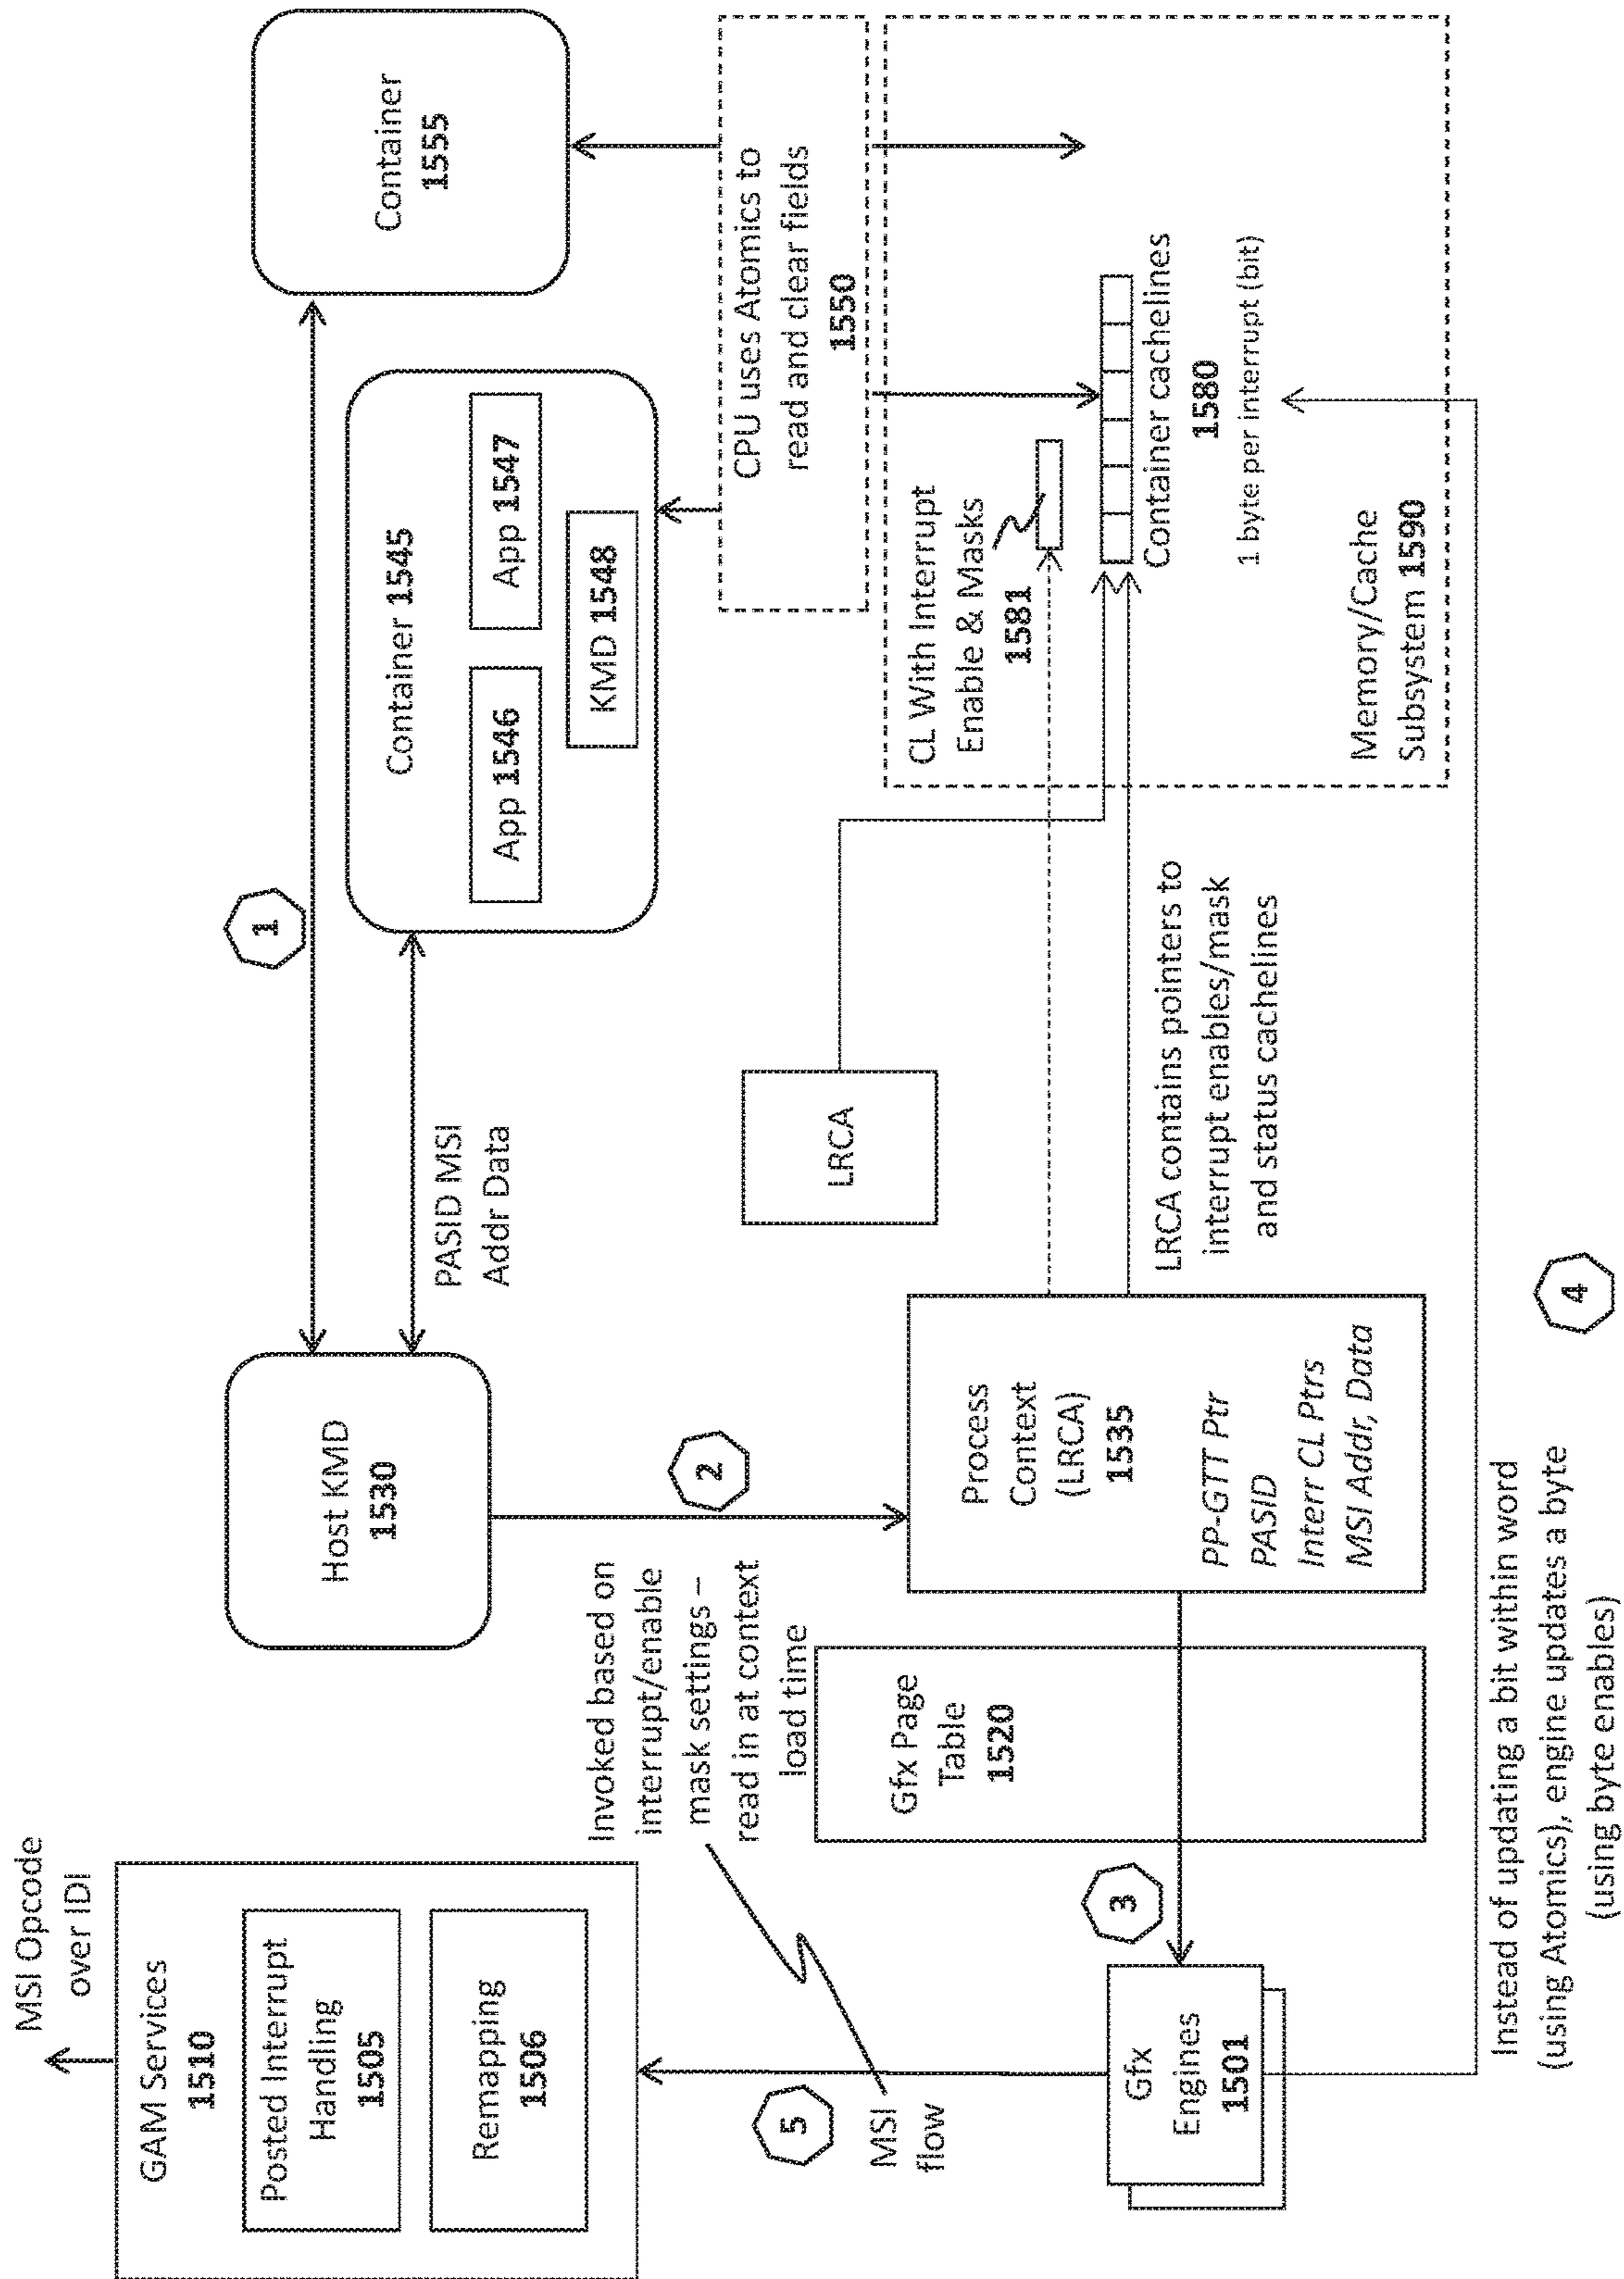 MSI Opcode
over IDI
GAM Services
1510
Posted Interrupt
Handling
1505
Remapping
1506
5
MSI
flow
Invoked based on
interrupt/enable
mask settings –
read in at context
load time
Gfx
Engines
1501
3
Gfx Page
Table
1520
Host KMD
1530
2
Process
Context
(LRCA)
1535
PP-GTT Ptr
PASID
Interr CL Ptrs
MSI Addr, Data
PASID MSI
Addr Data
1
LRCA
LRCA contains pointers to
interrupt enables/mask
and status cachelines
Container 1545
App 1546
App 1547
KMD 1548
Container
1555
CPU uses Atomics to
read and clear fields
1550
CL With Interrupt
Enable & Masks
1581
Container cachelines
1580
1 byte per interrupt (bit)
Memory/Cache
Subsystem 1590
4
Instead of updating a bit within word
(using Atomics), engine updates a byte
(using byte enables)